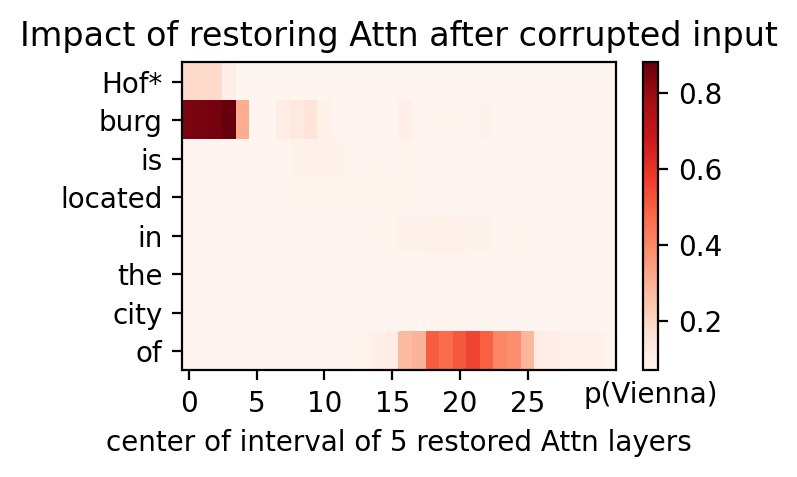 Impact of restoring Attn after corrupted input
Hof*
burg
is
located
in
the
city
of
0 5 10 15 20 25
center of interval of 5 restored Attn layers
0.8
0.6
0.4
0.2
p(Vienna)